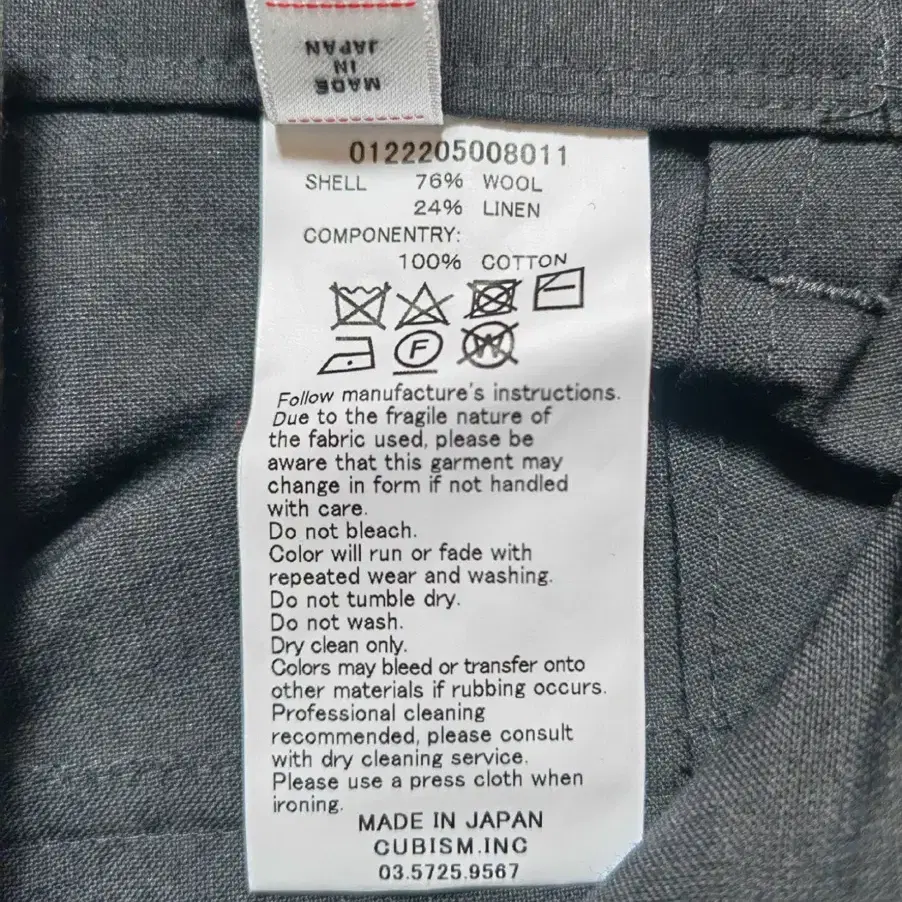 MADE
IN
JAPAN
0122205008011
SHELL 76% WOOL
24% LINEN
COMPONENTRY:
100% COTTON
F
W
Follow manufacture's instructions.
Due to the fragile nature of
the fabric used, please be
aware that this garment may
change in form if not handled
with care.
Do not bleach.
Color will run or fade with
repeated wear and washing.
Do not tumble dry.
Do not wash.
Dry clean only.
Colors may bleed or transfer onto
other materials if rubbing occurs.
Professional cleaning
recommended, please consult
with dry cleaning service.
Please use a press cloth when
ironing.
MADE IN JAPAN
CUBISM.INC
03.5725.9567